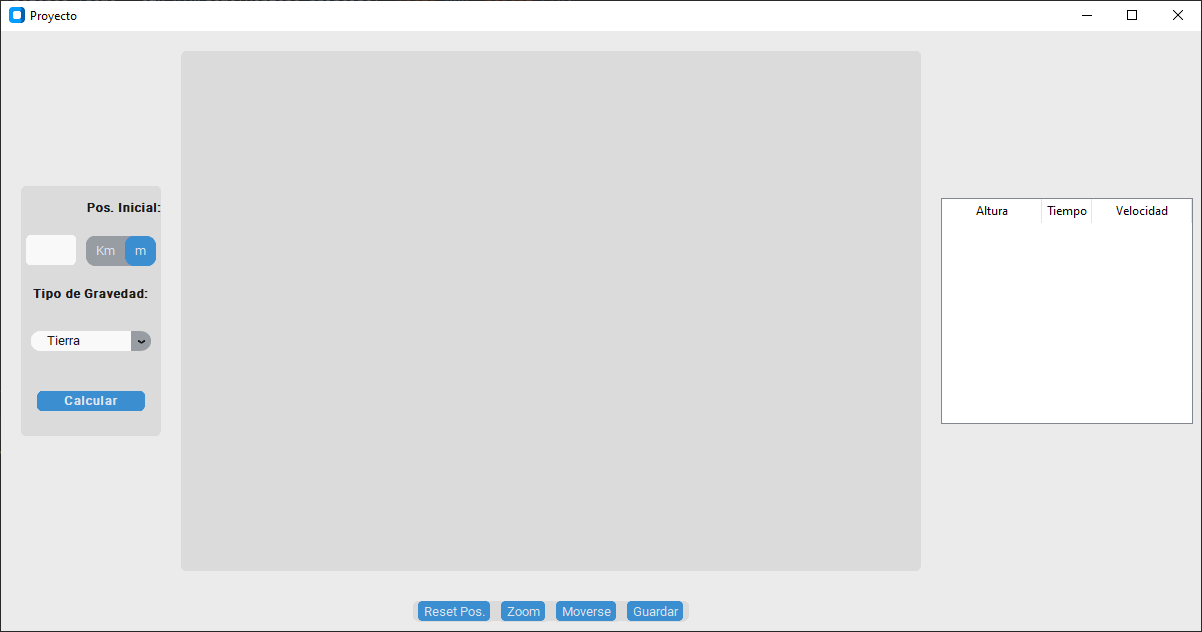 Proyecto
Pos. Inicial:
Km m
Tipo de Gravedad:
Tierra
Calcular
Altura Tiempo Velocidad
Reset Pos. Zoom Moverse Guardar